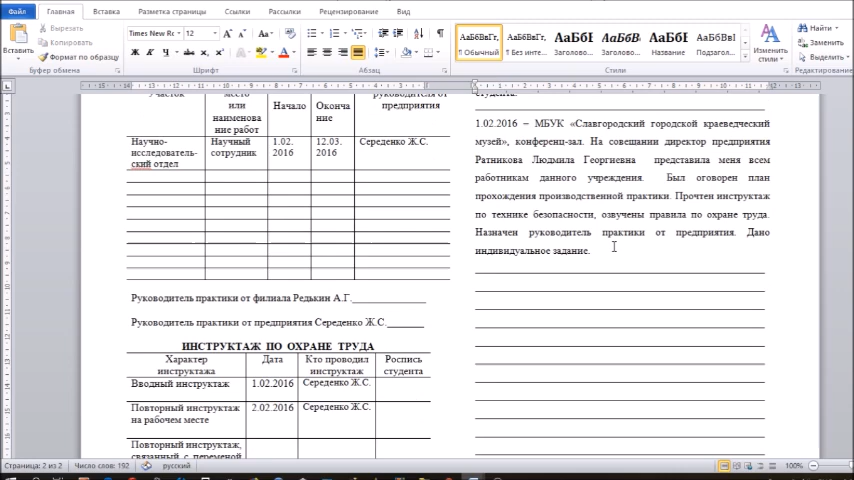 Файл Главная Вставка Разметка страницы Ссылки Рассылки Рецензирование Вид
Вставить
Вырезать
Копировать
Формат по образцу
Буфер обмена
Times New Ro 12
Ж К Ч abc x₂ x²
Шрифт
Абзац
АаБбВвГг, АаБбВвГг, АаБбВ АаБбВ АаБбВ АаБбВвІ
¶ Обычный ¶ Без инте... Заголово... Заголово... Название Подзагол...
Стили
Изменить стили
Найти
Заменить
Выделить
Редактирование
Участок
место
или
наименова
ние работ
Начало
Оконча
ние
руководителя от
предприятия
Научно-
исследователь-
ский отдел
Научный
сотрудник
1.02.
2016
12.03.
2016
Середенко Ж.С.
Руководитель практики от филиала Редькин А.Г.
Руководитель практики от предприятия Середенко Ж.С.
ИНСТРУКТАЖ ПО ОХРАНЕ ТРУДА
Характер
инструктажа
Дата
Кто проводил
инструктаж
Роспись
студента
Вводный инструктаж 1.02.2016 Середенко Ж.С.
Повторный инструктаж
на рабочем месте
2.02.2016 Середенко Ж.С.
Повторный инструктаж,
связанный с переменой
студента.
1.02.2016 – МБУК «Славгородский городской краеведческий
музей», конференц-зал. На совещании директор предприятия
Ратникова Людмила Георгиевна представила меня всем
работникам данного учреждения. Был оговорен план
прохождения производственной практики. Прочтен инструктаж
по технике безопасности, озвучены правила по охране труда.
Назначен руководитель практики от предприятия. Дано
индивидуальное задание.
Страница: 2 из 2 Число слов: 192 русский 100%